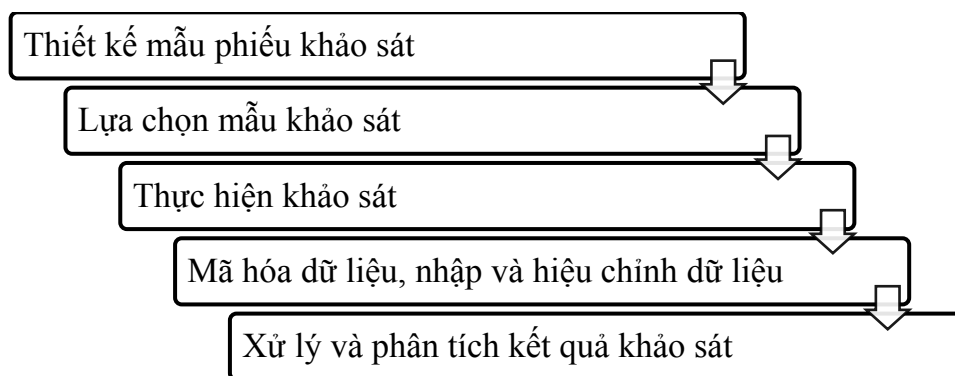 Thiết kế mẫu phiếu khảo sát
Lựa chọn mẫu khảo sát
Thực hiện khảo sát
Mã hóa dữ liệu, nhập và hiệu chỉnh dữ liệu
Xử lý và phân tích kết quả khảo sát